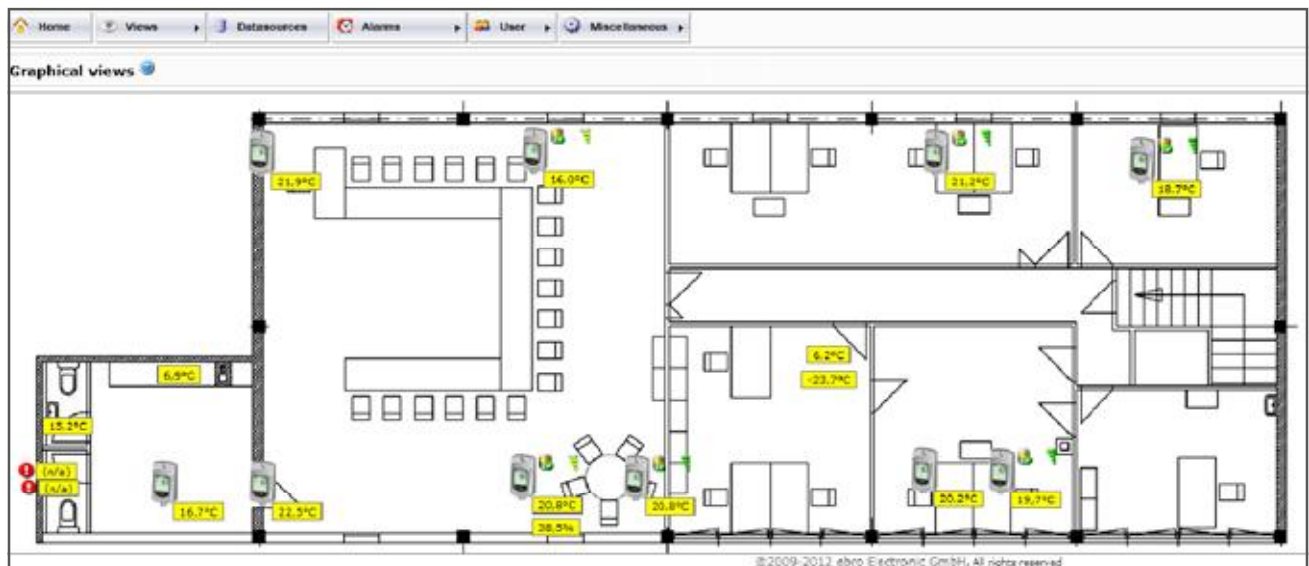 Home Views Datasources Alarms User Miscellaneous
Graphical views
21,9°C
16.0°C
21,2°C
18.7°C
6,9°C
6.2°C
-23.7°C
15.2°C
(n/a)
(n/a)
16,7°C
22,5°C
20,8°C
20,8°C
20,2°C
19,7°C
38,5%
©2009-2012 ebro Electronic GmbH, All rights reserved